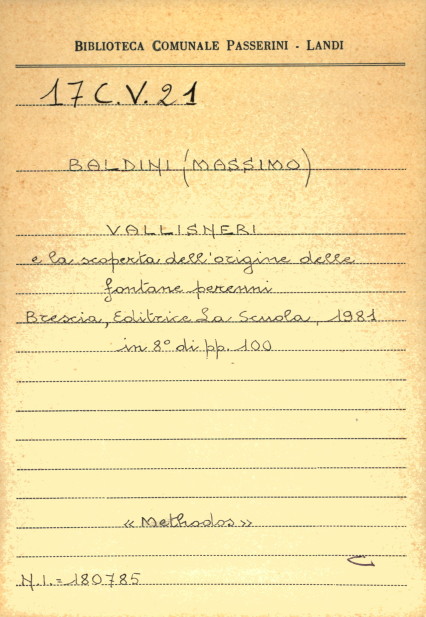 BIBLIOTECA COMUNALE PASSERINI - LANDI
17 C. V. 21
BALDINI (MASSIMO)
VALLISNERI
e la scoperta dell'origine delle
fontane perenni
Brescia, Editrice La Scuola, 1981
in 8° di pp. 100
«Methodos»
N.I. = 180785